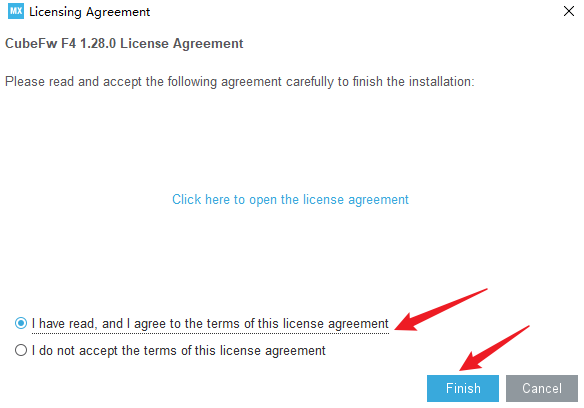 MX Licensing Agreement
CubeFw F4 1.28.0 License Agreement
Please read and accept the following agreement carefully to finish the installation:
Click here to open the license agreement
I have read, and I agree to the terms of this license agreement
I do not accept the terms of this license agreement
Finish Cancel